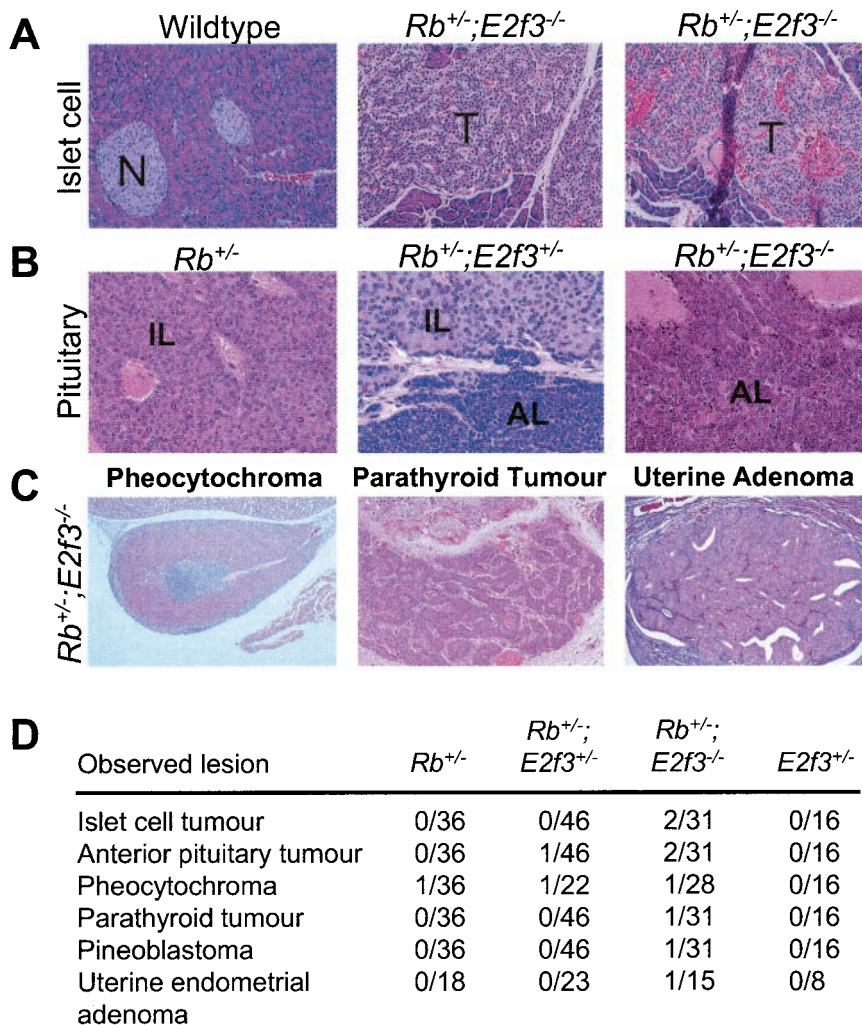 A
Wildtype
Rb+/-;E2f3-/-
Rb+/-;E2f3-/-
Islet cell
N
T
T
B
Rb+/-
Rb+/-;E2f3+/-
Rb+/-;E2f3-/-
Pituitary
IL
IL
AL
AL
C
Pheocytochroma
Parathyroid Tumour
Uterine Adenoma
Rb+/-;E2f3-/-
D
Observed lesion Rb+/- Rb+/-; E2f3+/- Rb+/-; E2f3-/- E2f3+/-
Islet cell tumour 0/36 0/46 2/31 0/16
Anterior pituitary tumour 0/36 1/46 2/31 0/16
Pheocytochroma 1/36 1/22 1/28 0/16
Parathyroid tumour 0/36 0/46 1/31 0/16
Pineoblastoma 0/36 0/46 1/31 0/16
Uterine endometrial 0/18 0/23 1/15 0/8
adenoma